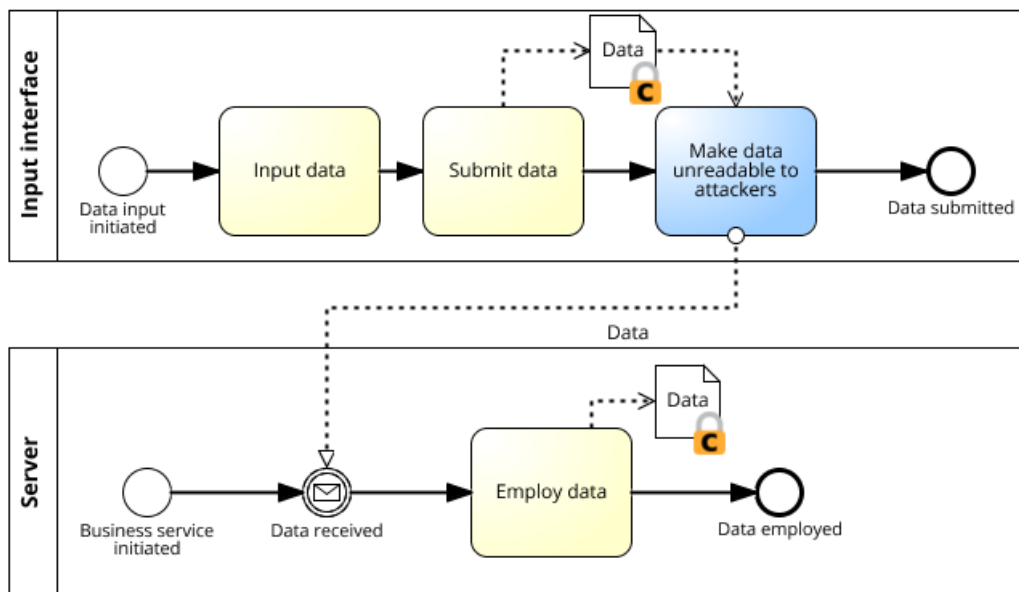 Input interface
Data
C
Input data
Submit data
Make data
unreadable to
attackers
Data input
initiated
Data submitted
Data
Server
Data
C
Employ data
Business service
initiated
Data received
Data employed